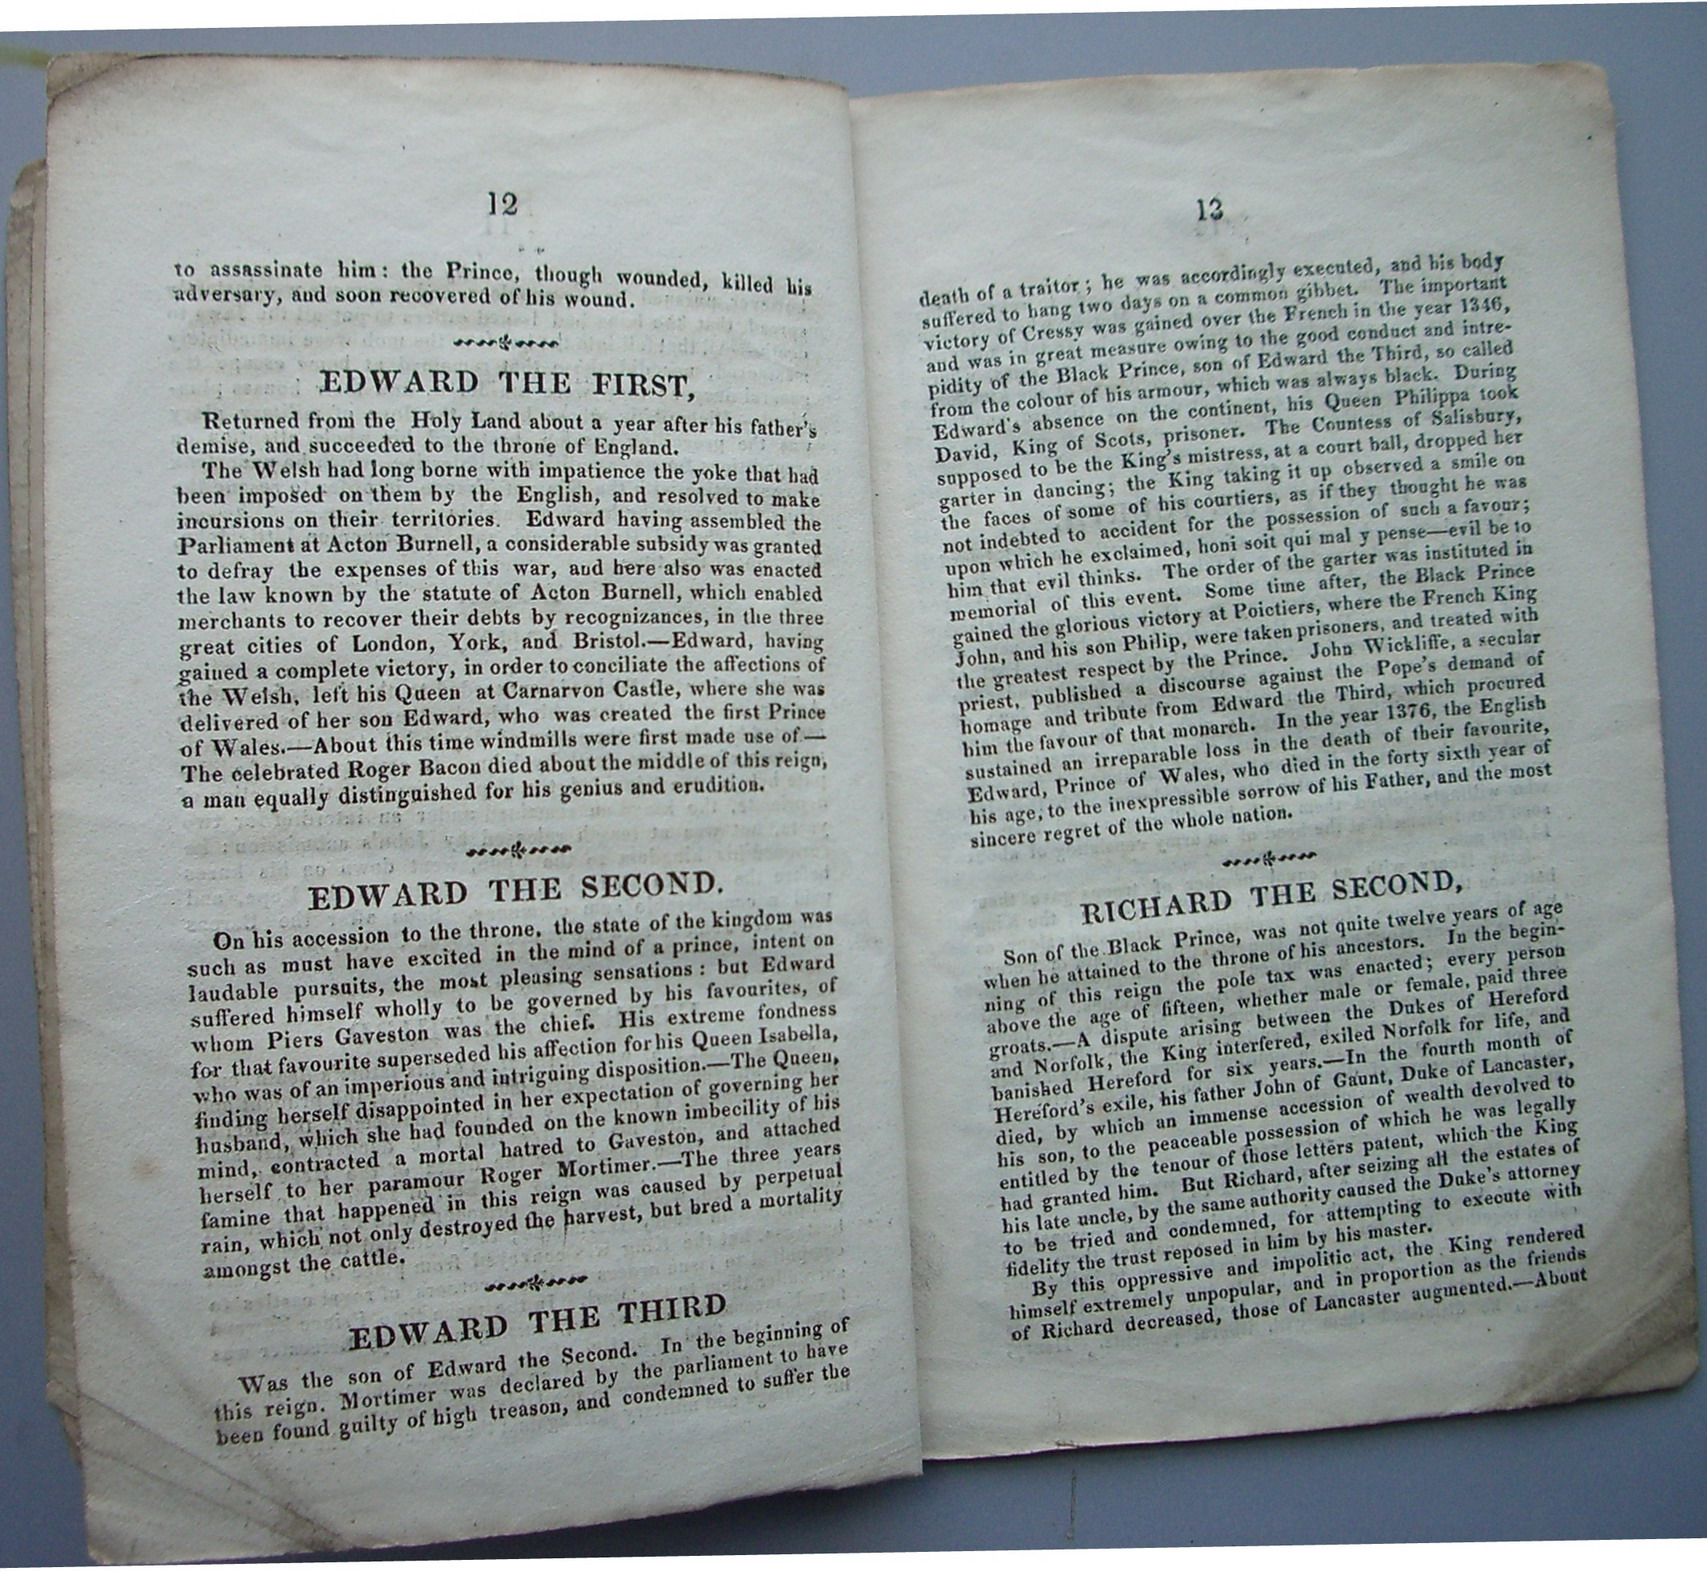 12
to assassinate him: the Prince, though wounded, killed his
adversary, and soon recovered of his wound.
EDWARD THE FIRST,
Returned from the Holy Land about a year after his father's
demise, and succeeded to the throne of England.
The Welsh had long borne with impatience the yoke that had
been imposed on them by the English, and resolved to make
incursions on their territories. Edward having assembled the
Parliament at Acton Burnell, a considerable subsidy was granted
to defray the expenses of this war, and here also was enacted
the law known by the statute of Acton Burnell, which enabled
merchants to recover their debts by recognizances, in the three
great cities of London, York, and Bristol.—Edward, having
gained a complete victory, in order to conciliate the affections of
the Welsh, left his Queen at Carnarvon Castle, where she was
delivered of her son Edward, who was created the first Prince
of Wales.—About this time windmills were first made use of—
The celebrated Roger Bacon died about the middle of this reign,
a man equally distinguished for his genius and erudition.
EDWARD THE SECOND.
On his accession to the throne, the state of the kingdom was
such as must have excited in the mind of a prince, intent on
laudable pursuits, the most pleasing sensations: but Edward
suffered himself wholly to be governed by his favourites, of
whom Piers Gaveston was the chief. His extreme fondness
for that favourite superseded his affection for his Queen Isabella,
who was of an imperious and intriguing disposition.—The Queen,
finding herself disappointed in her expectation of governing her
husband, which she had founded on the known imbecility of his
mind, contracted a mortal hatred to Gaveston, and attached
herself to her paramour Roger Mortimer.—The three years
famine that happened in this reign was caused by perpetual
rain, which not only destroyed the harvest, but bred a mortality
amongst the cattle.
EDWARD THE THIRD
Was the son of Edward the Second. In the beginning of
this reign. Mortimer was declared by the parliament to have
been found guilty of high treason, and condemned to suffer the
13
death of a traitor; he was accordingly executed, and his body
suffered to hang two days on a common gibbet. The important
victory of Cressy was gained over the French in the year 1346,
and was in great measure owing to the good conduct and intre-
pidity of the Black Prince, son of Edward the Third, so called
from the colour of his armour, which was always black. During
Edward's absence on the continent, his Queen Philippa took
David, King of Scots, prisoner. The Countess of Salisbury,
supposed to be the King's mistress, at a court ball, dropped her
garter in dancing; the King taking it up observed a smile on
the faces of some of his courtiers, as if they thought he was
not indebted to accident for the possession of such a favour;
upon which he exclaimed, honi soit qui mal y pense—evil be to
him that evil thinks. The order of the garter was instituted in
memorial of this event. Some time after, the Black Prince
gained the glorious victory at Poictiers, where the French King
John, and his son Philip, were taken prisoners, and treated with
the greatest respect by the Prince. John Wickliffe, a secular
priest, published a discourse against the Pope's demand of
homage and tribute from Edward the Third, which procured
him the favour of that monarch. In the year 1376, the English
sustained an irreparable loss in the death of their favourite,
Edward, Prince of Wales, who died in the forty sixth year of
his age, to the inexpressible sorrow of his Father, and the most
sincere regret of the whole nation.
RICHARD THE SECOND,
Son of the Black Prince, was not quite twelve years of age
when he attained to the throne of his ancestors. In the begin-
ning of this reign the pole tax was enacted; every person
above the age of fifteen, whether male or female, paid three
groats.—A dispute arising between the Dukes of Hereford
and Norfolk, the King interfered, exiled Norfolk for life, and
banished Hereford for six years.—In the fourth month of
Hereford's exile, his father John of Gaunt, Duke of Lancaster,
died, by which an immense accession of wealth devolved to
his son, to the peaceable possession of which he was legally
entitled by the tenour of those letters patent, which the King
had granted him. But Richard, after seizing all the estates of
his late uncle, by the same authority caused the Duke's attorney
to be tried and condemned, for attempting to execute with
fidelity the trust reposed in him by his master.
By this oppressive and impolitic act, the King rendered
himself extremely unpopular, and in proportion as the friends
of Richard decreased, those of Lancaster augmented.—About